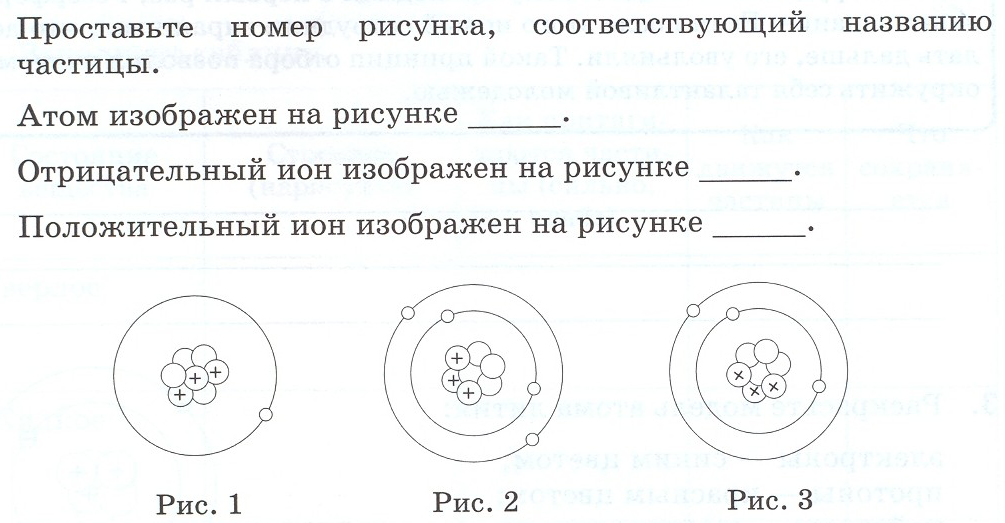 Проставьте номер рисунка, соответствующий названию
частицы.
Атом изображен на рисунке ______.
Отрицательный ион изображен на рисунке ______.
Положительный ион изображен на рисунке ______.
Рис. 1 Рис. 2 Рис. 3